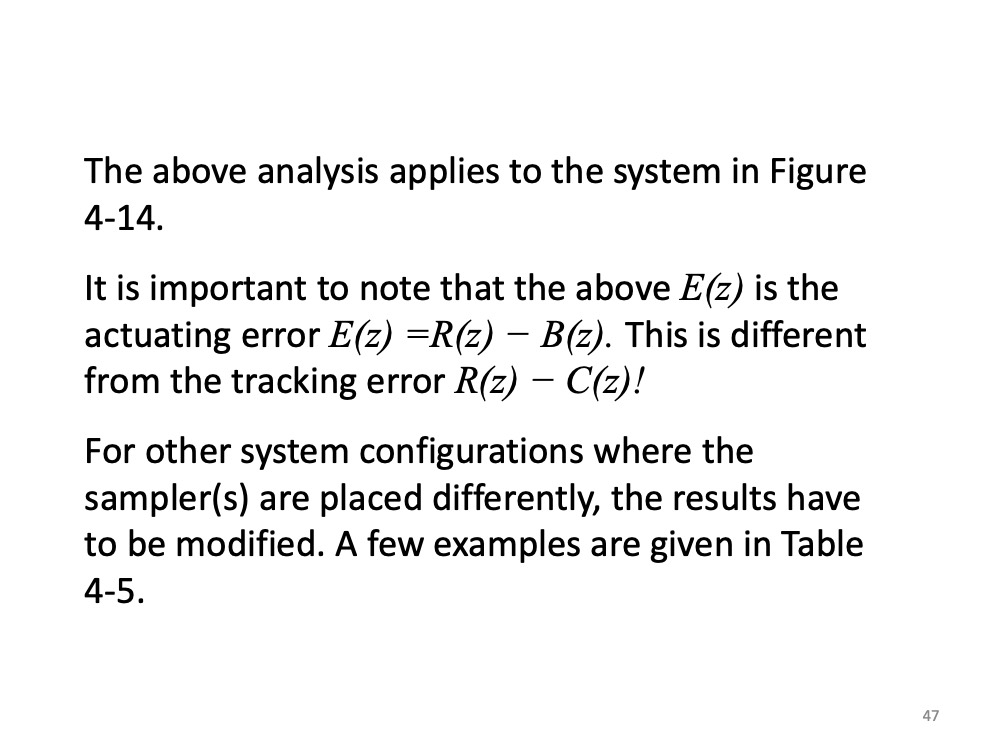 The above analysis applies to the system in Figure
4-14.
It is important to note that the above E(z) is the
actuating error E(z) =R(z) − B(z). This is different
from the tracking error R(z) − C(z)!
For other system configurations where the
sampler(s) are placed differently, the results have
to be modified. A few examples are given in Table
4-5.
47